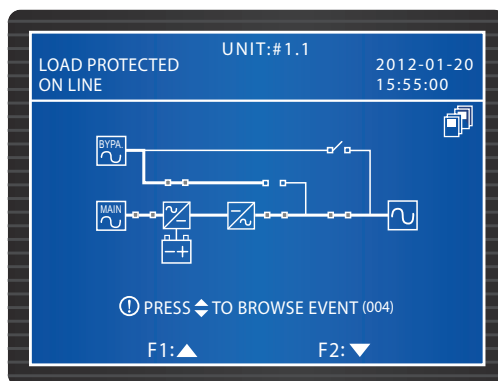 UNIT:#1.1
LOAD PROTECTED
ON LINE
2012-01-20
15:55:00
BYPA.
MAIN
PRESS TO BROWSE EVENT (004)
F1:
F2: